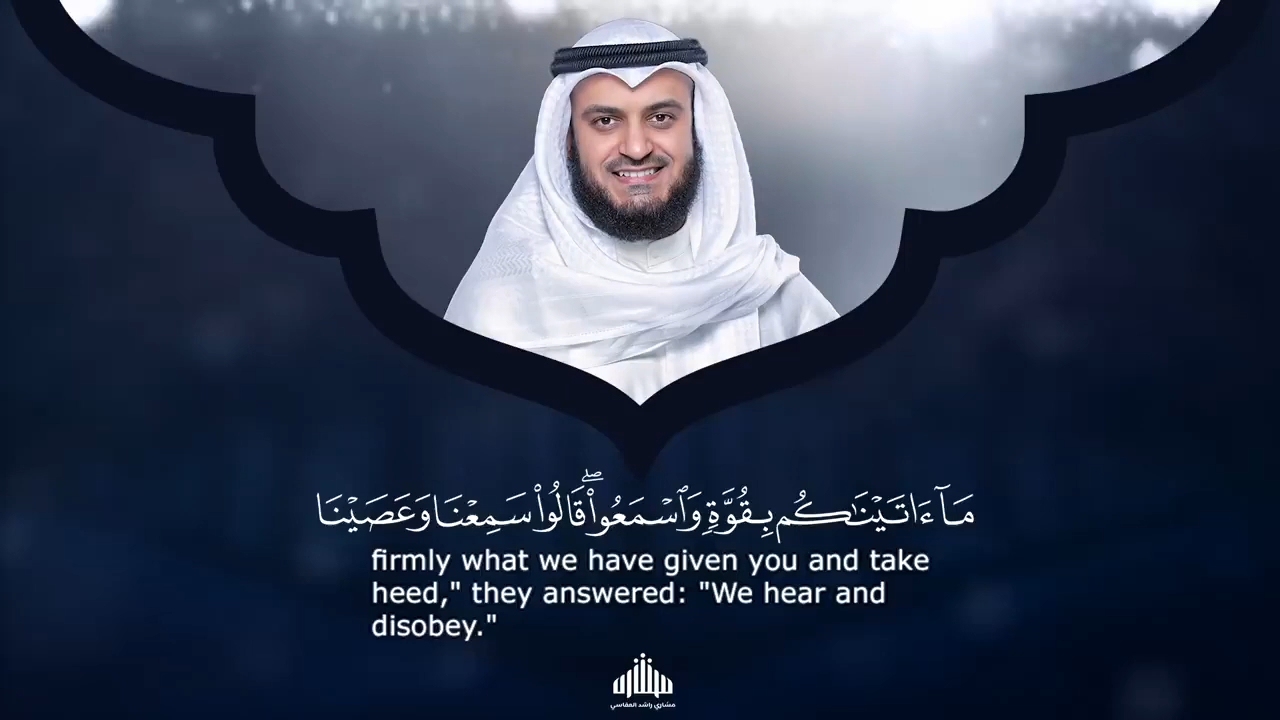 مَآ ءَاتَيْنَٰكُم بِقُوَّةٍ وَٱسْمَعُوا۟ ۖ قَالُوا۟ سَمِعْنَا وَعَصَيْنَا
firmly what we have given you and take
heed," they answered: "We hear and
disobey."
مشاري راشد العفاسي